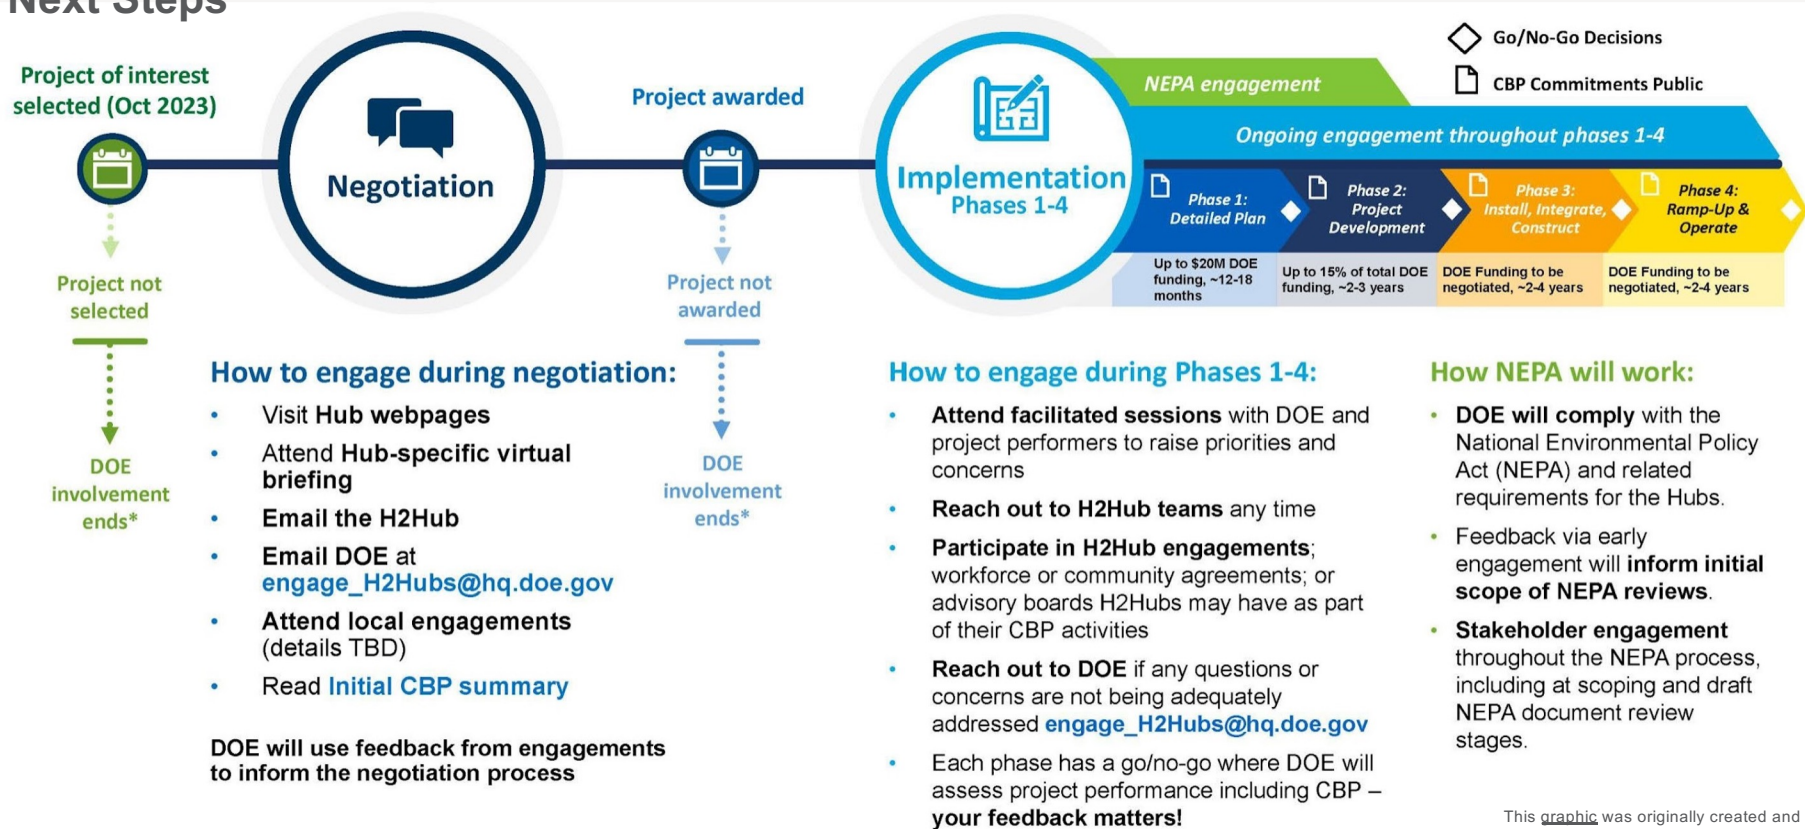 Next Steps
Project of interest
selected (Oct 2023)
Project not
selected
DOE
involvement
ends*
Negotiation
Project awarded
Project not
awarded
DOE
involvement
ends*
Implementation
Phases 1-4
Go/No-Go Decisions
CBP Commitments Public
NEPA engagement
Ongoing engagement throughout phases 1-4
Phase 1:
Detailed Plan
Phase 2:
Project
Development
Phase 3:
Install, Integrate,
Construct
Phase 4:
Ramp-Up &
Operate
Up to $20M DOE
funding, ~12-18
months
Up to 15% of total DOE
funding, ~2-3 years
DOE Funding to be
negotiated, ~2-4 years
DOE Funding to be
negotiated, ~2-4 years
How to engage during negotiation:
• Visit Hub webpages
• Attend Hub-specific virtual
briefing
• Email the H2Hub
• Email DOE at
engage_H2Hubs@hq.doe.gov
• Attend local engagements
(details TBD)
• Read Initial CBP summary
DOE will use feedback from engagements
to inform the negotiation process
How to engage during Phases 1-4:
• Attend facilitated sessions with DOE and
project performers to raise priorities and
concerns
• Reach out to H2Hub teams any time
• Participate in H2Hub engagements;
workforce or community agreements; or
advisory boards H2Hubs may have as part
of their CBP activities
• Reach out to DOE if any questions or
concerns are not being adequately
addressed engage_H2Hubs@hq.doe.gov
• Each phase has a go/no-go where DOE will
assess project performance including CBP –
your feedback matters!
How NEPA will work:
• DOE will comply with the
National Environmental Policy
Act (NEPA) and related
requirements for the Hubs.
• Feedback via early
engagement will inform initial
scope of NEPA reviews.
• Stakeholder engagement
throughout the NEPA process,
including at scoping and draft
NEPA document review
stages.
This graphic was originally created and